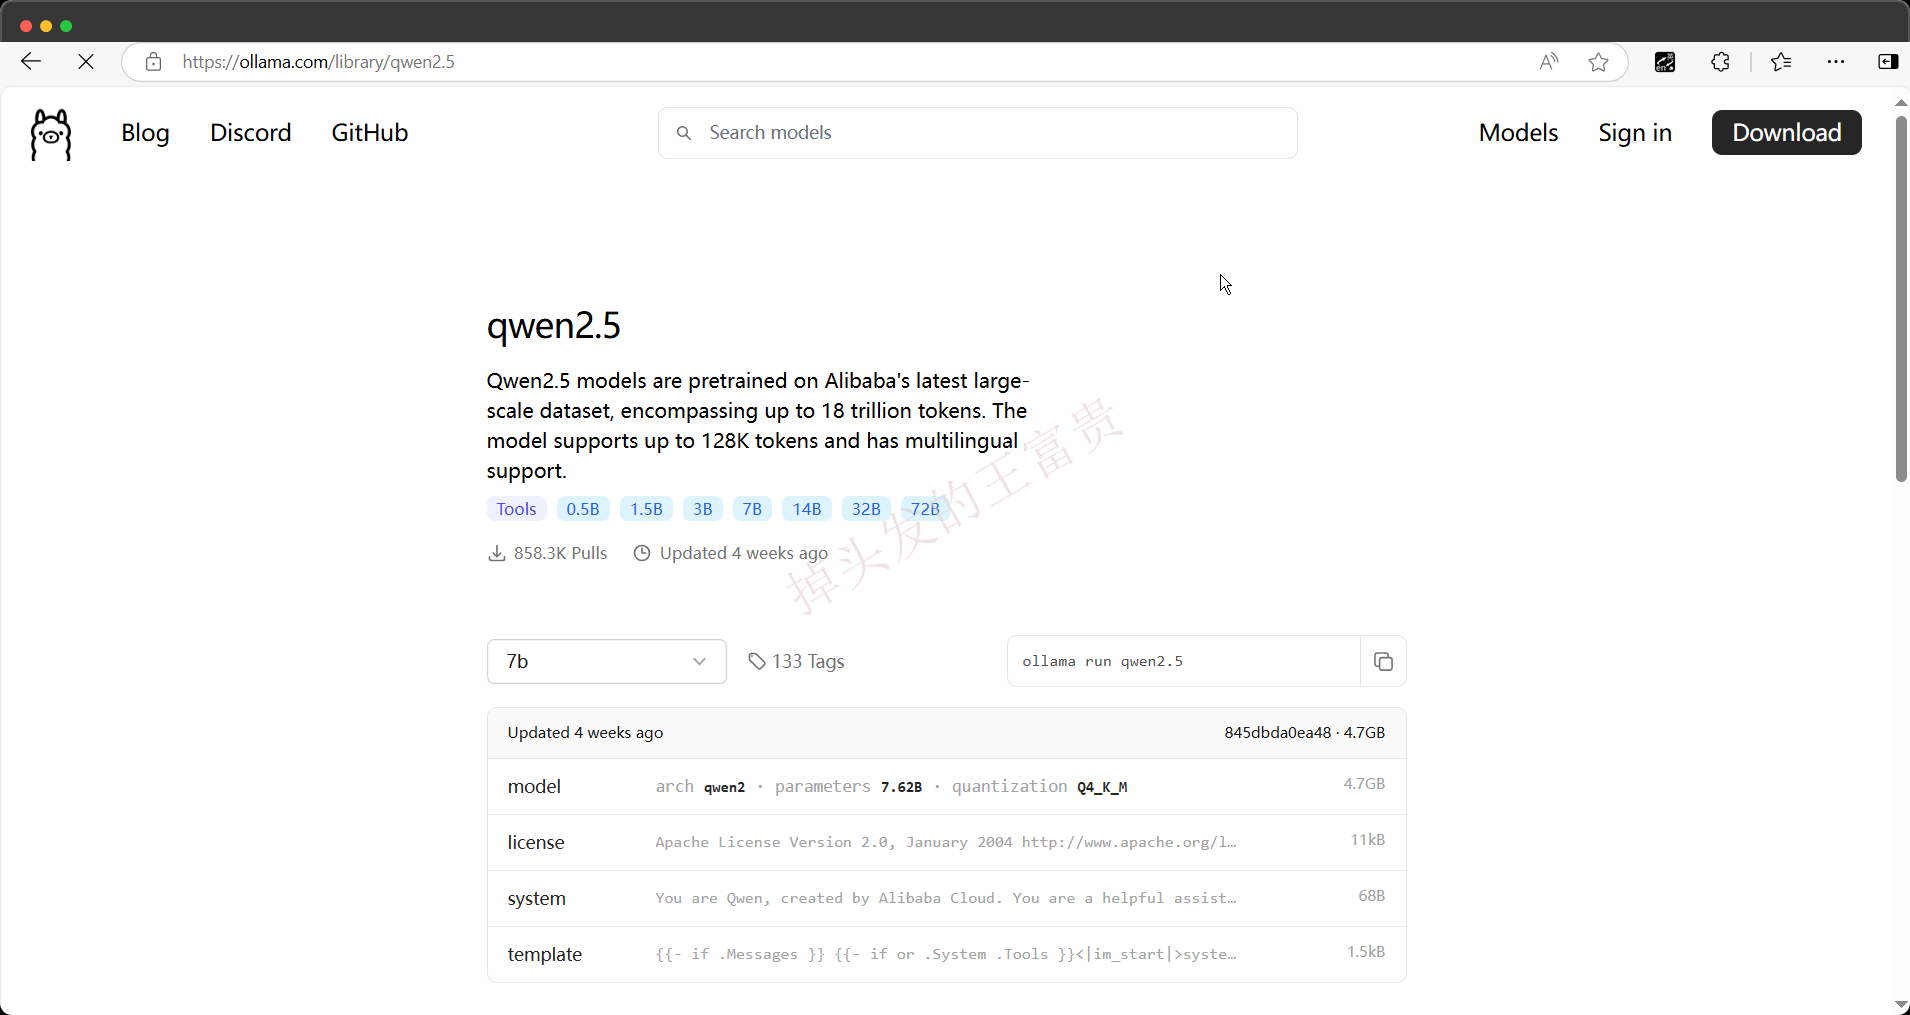 https://ollama.com/library/qwen2.5
Blog
Discord
GitHub
Search models
Models
Sign in
Download
qwen2.5
Qwen2.5 models are pretrained on Alibaba's latest large-
scale dataset, encompassing up to 18 trillion tokens. The
model supports up to 128K tokens and has multilingual
support.
Tools 0.5B 1.5B 3B 7B 14B 32B 72B
858.3K Pulls Updated 4 weeks ago
掉头发的王富贵
7b
133 Tags
ollama run qwen2.5
Updated 4 weeks ago 845dbda0ea48 · 4.7GB
model arch qwen2 · parameters 7.62B · quantization Q4_K_M 4.7GB
license Apache License Version 2.0, January 2004 http://www.apache.org/l… 11kB
system You are Qwen, created by Alibaba Cloud. You are a helpful assist… 68B
template {{- if .Messages }} {{- if or .System .Tools }}<|im_start|>syste… 1.5kB